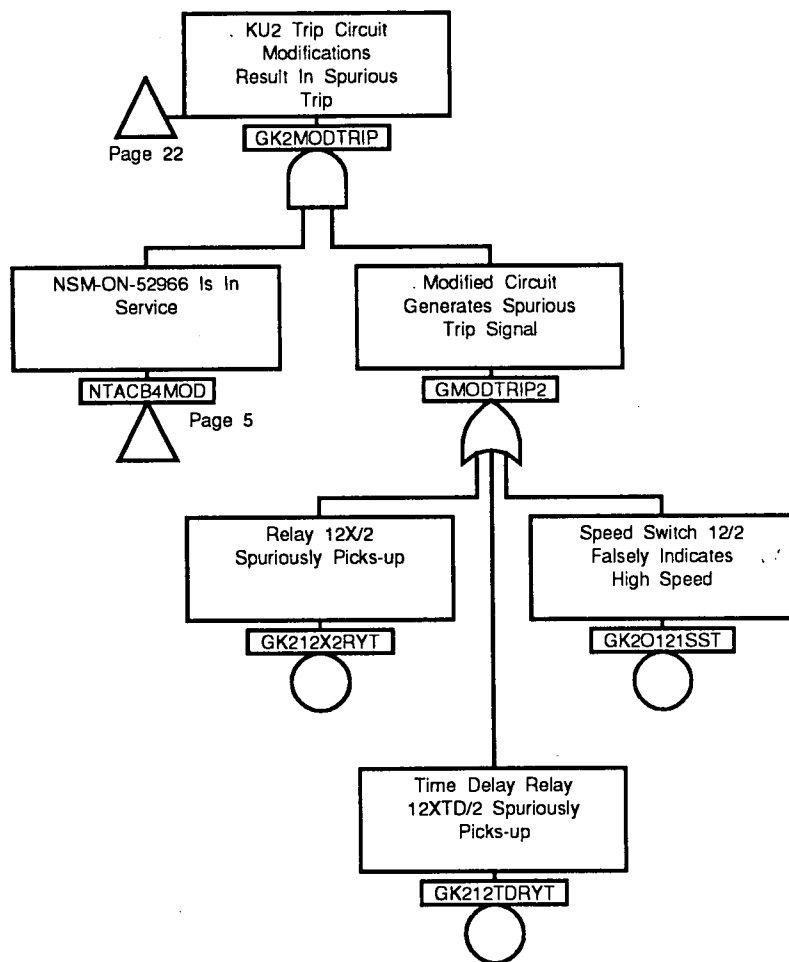 KU2 Trip Circuit
Modifications
Result In Spurious
Trip
Page 22
GK2MODTRIP
NSM-ON-52966 Is In
Service
NTACB4MOD
Page 5
Modified Circuit
Generates Spurious
Trip Signal
GMODTRIP2
Relay 12X/2
Spuriously Picks-up
GK212X2RYT
Speed Switch 12/2
Falsely Indicates
High Speed
GK2O121SST
Time Delay Relay
12XTD/2 Spuriously
Picks-up
GK212TDRYT